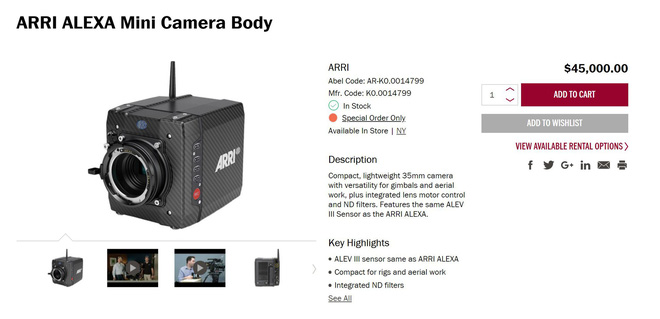 ARRI ALEXA Mini Camera Body
ARRI
ARRI
Abel Code: AR-K0.0014799
Mfr. Code: K0.0014799
In Stock
Special Order Only
Available In Store | NY
Description
Compact, lightweight 35mm camera
with versatility for gimbals and aerial
work, plus integrated lens motor control
and ND filters. Features the same ALEV
III Sensor as the ARRI ALEXA.
Key Highlights
ALEV III sensor same as ARRI ALEXA
Compact for rigs and aerial work
Integrated ND filters
See All
$45,000.00
1
ADD TO CART
ADD TO WISHLIST
VIEW AVAILABLE RENTAL OPTIONS
G+
in